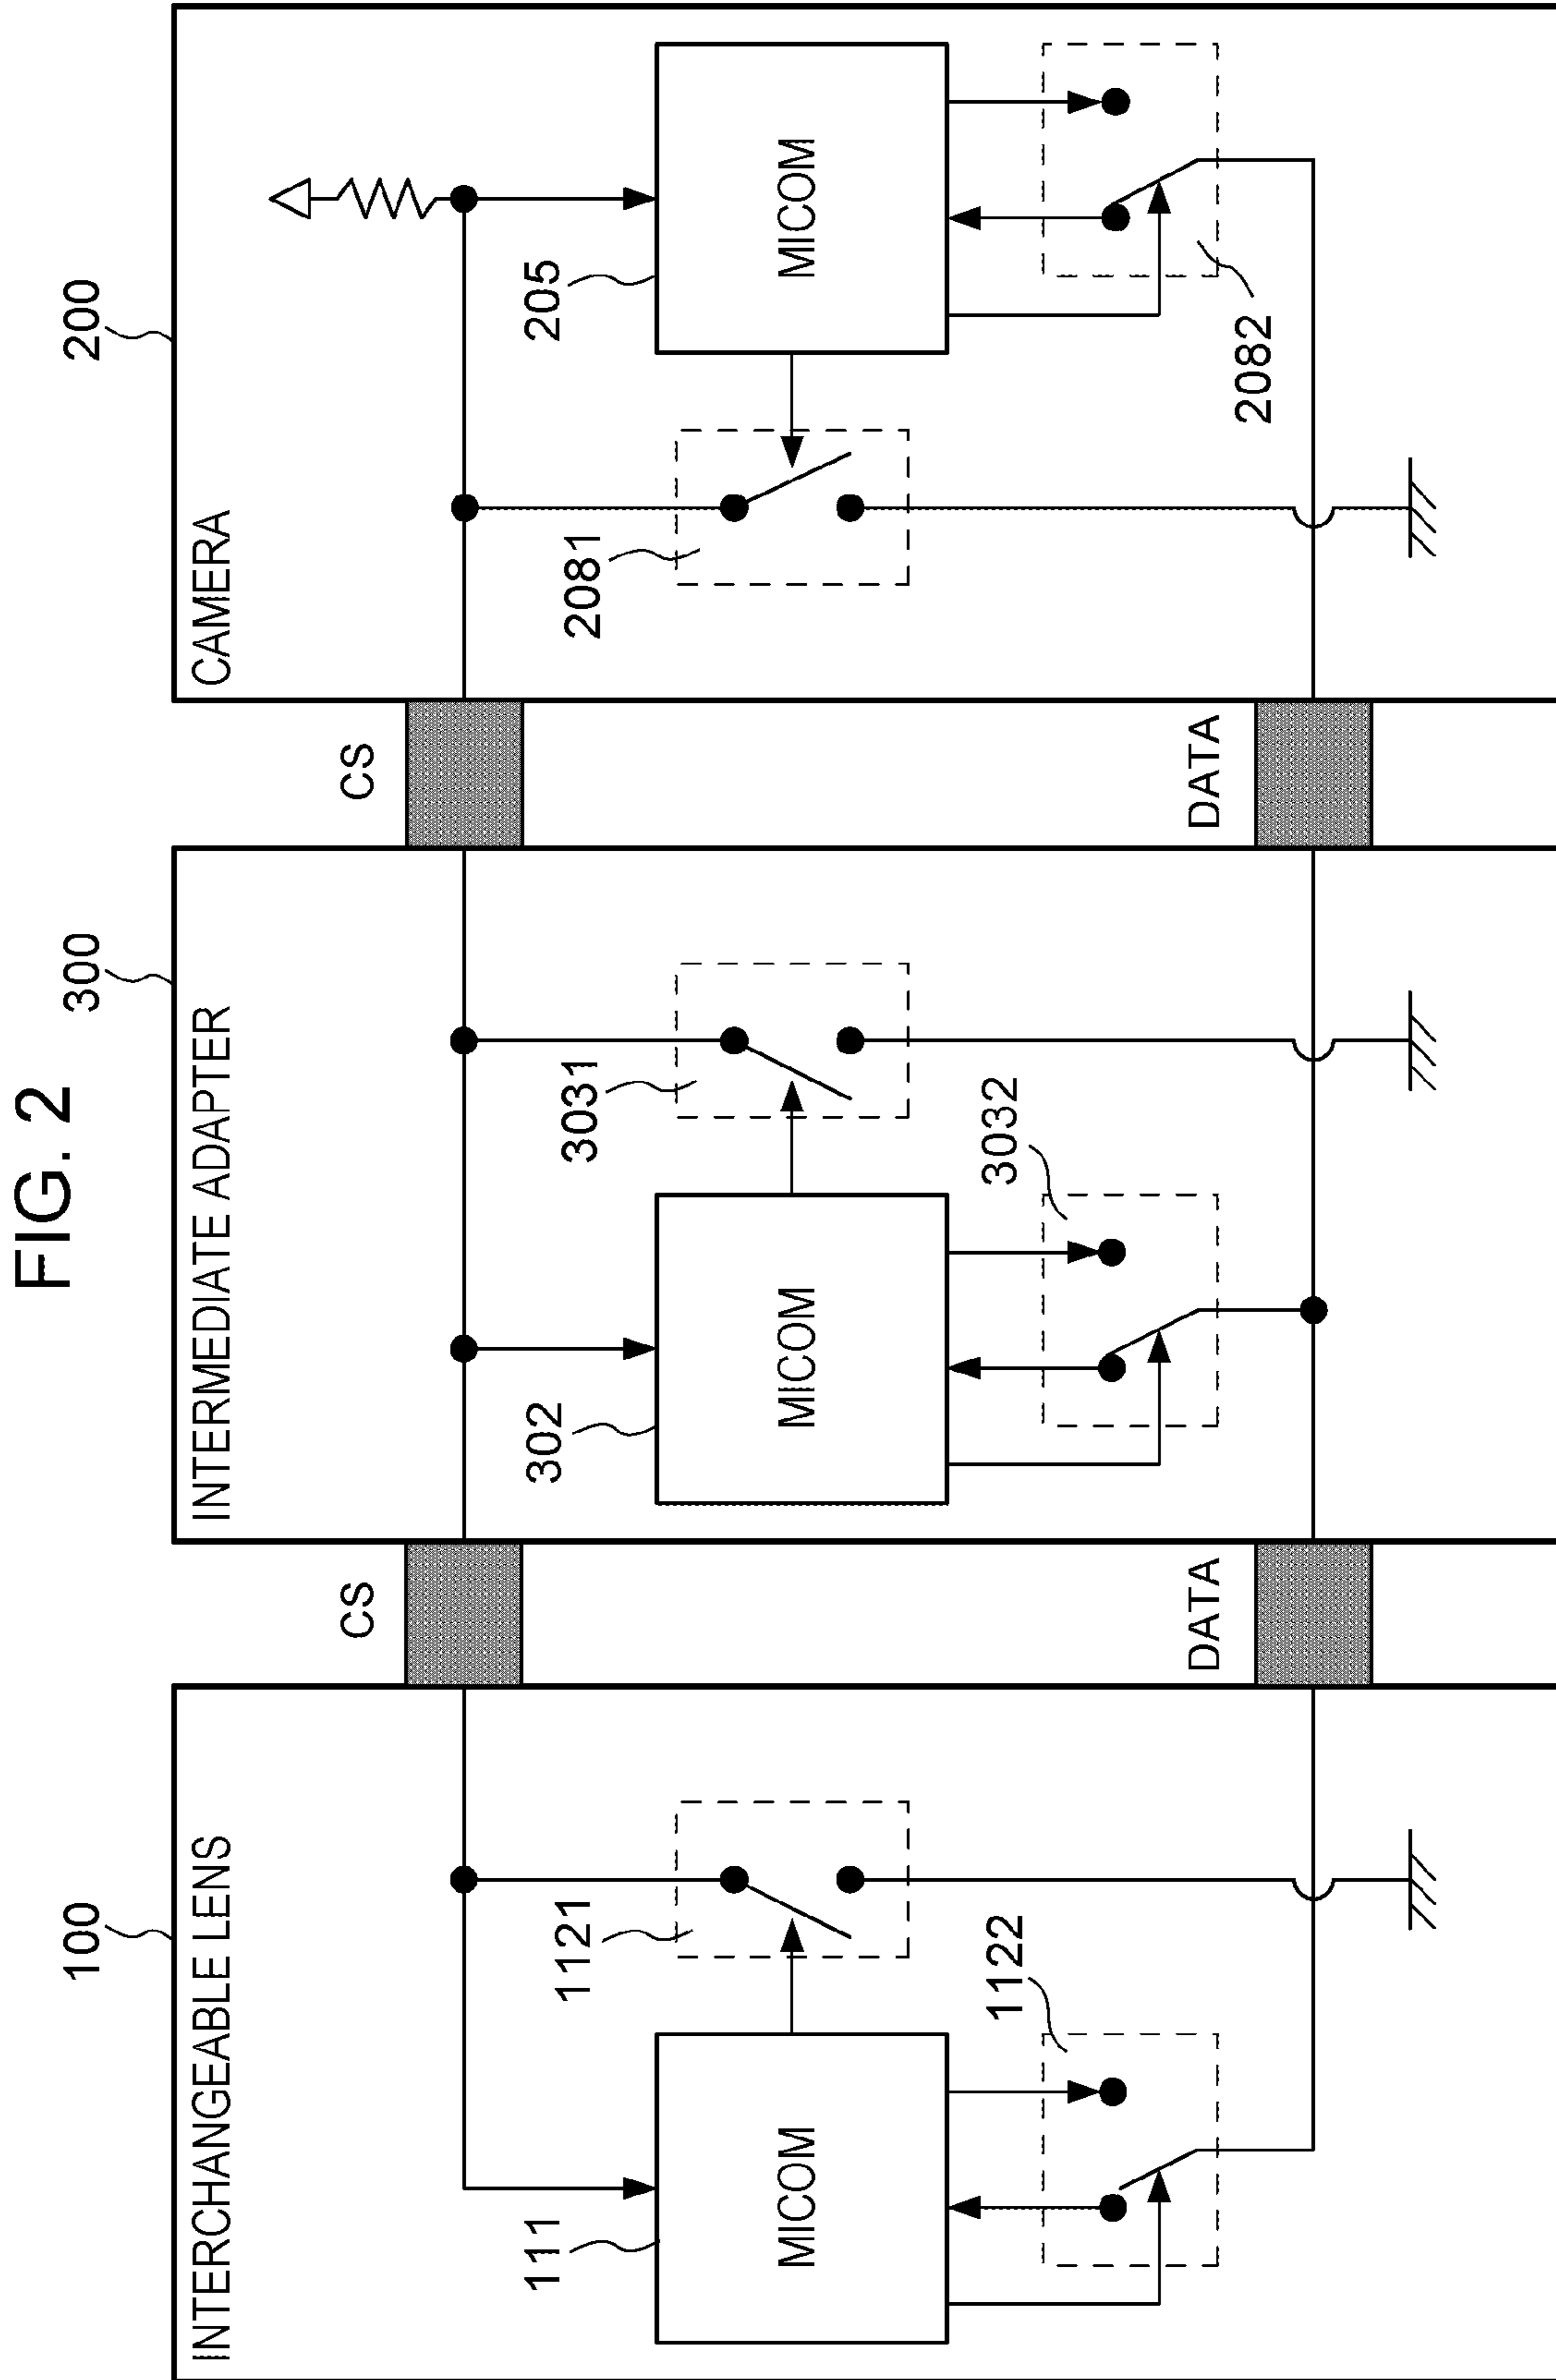 FIG. 2
100
300
200
INTERCHANGEABLE LENS
INTERMEDIATE ADAPTER
CAMERA
CS
CS
111
MICOM
1121
1122
302
MICOM
3031
3032
2081
205
MICOM
2082
DATA
DATA